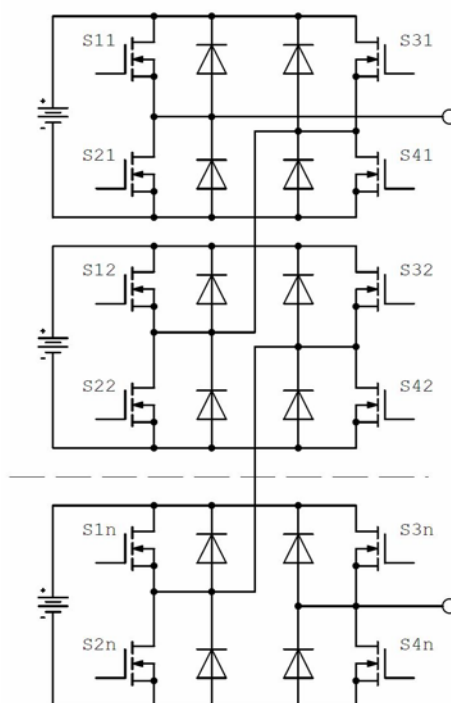 S11 S31
+
-
S21 S41
S12 S32
+
-
S22 S42
S1n S3n
+
-
S2n S4n